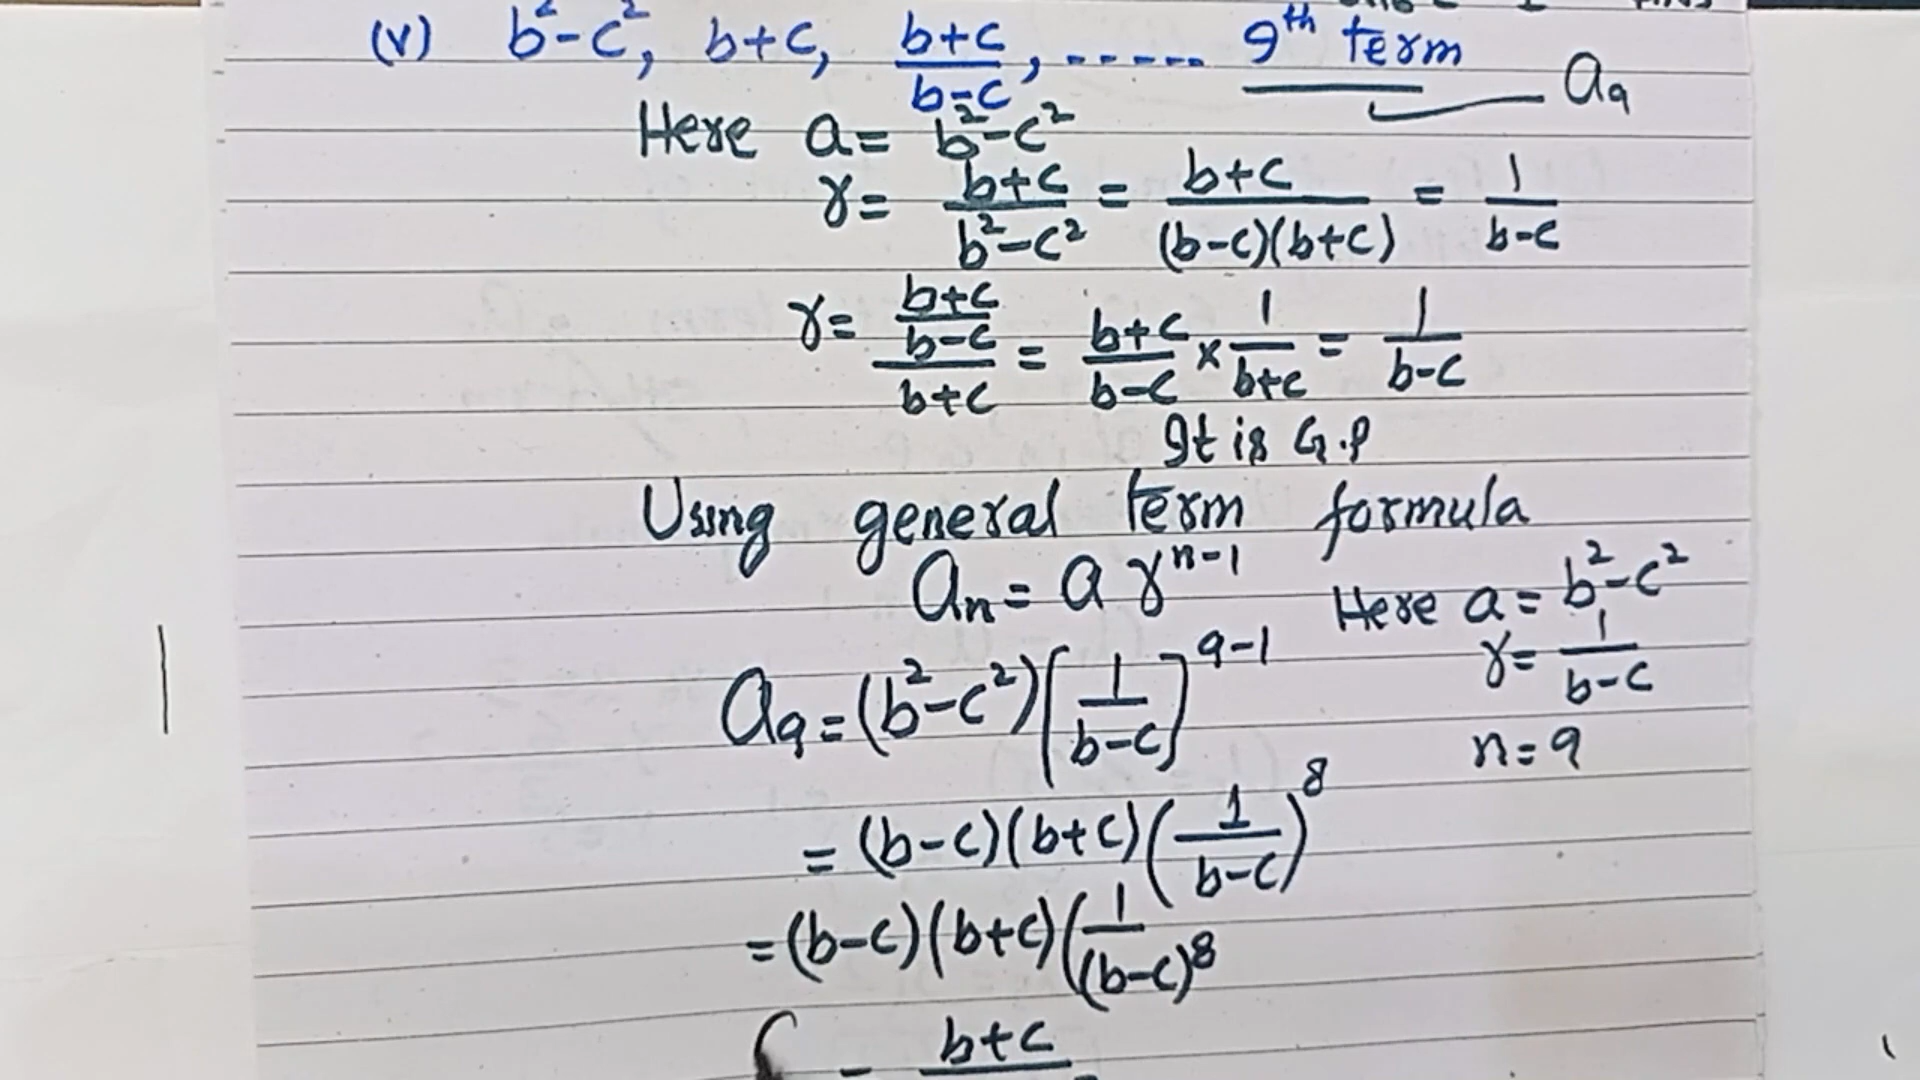 (v) b²-c², b+c, b+c/b-c, ...... 9th term a₉
Here a = b²-c²
r = b+c/b²-c² = b+c/(b-c)(b+c) = 1/b-c
r = b+c/b-c/b+c = b+c/b-c × 1/b+c = 1/b-c
It is G.P
Using general term formula
aₙ = a rⁿ⁻¹
Here a = b²-c²
r = 1/b-c
n = 9
a₉ = (b²-c²)[1/b-c]⁹⁻¹
= (b-c)(b+c)(1/b-c)⁸
= (b-c)(b+c)(1/(b-c)⁸
= b+c